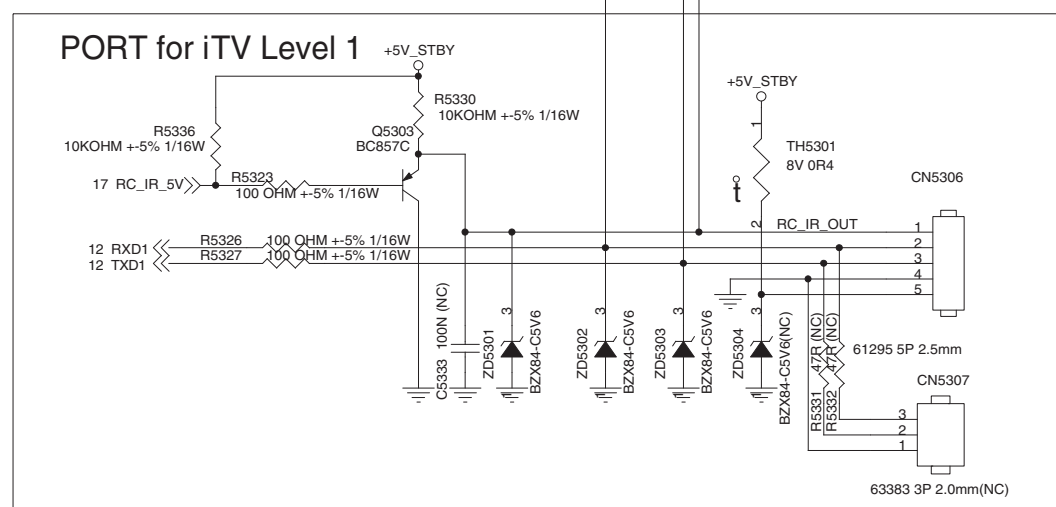 PORT for iTV Level 1
+5V_STBY
R5330
10KOHM +-5% 1/16W
R5336
10KOHM +-5% 1/16W
Q5303
BC857C
17 RC_IR_5V
R5323
100 OHM +-5% 1/16W
+5V_STBY
1
TH5301
8V 0R4
t
2
CN5306
RC_IR_OUT
1
2
3
4
5
12 RXD1
R5326
100 OHM +-5% 1/16W
12 TXD1
R5327
100 OHM +-5% 1/16W
C5333
100N (NC)
ZD5301
3
1
BZX84-C5V6
ZD5302
3
1
BZX84-C5V6
ZD5303
3
1
BZX84-C5V6
ZD5304
3
1
BZX84-C5V6(NC)
R5331
47R (NC)
R5332
47R (NC)
61295 5P 2.5mm
CN5307
3
2
1
63383 3P 2.0mm(NC)